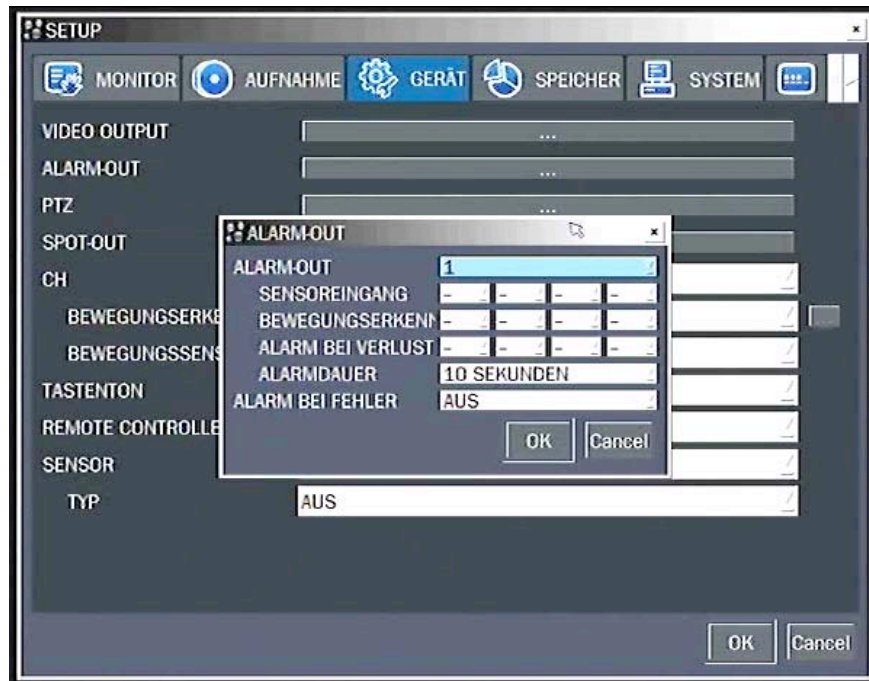 SETUP
MONITOR AUFNAHME GERÄT SPEICHER SYSTEM
VIDEO OUTPUT ...
ALARM-OUT ...
PTZ ...
SPOT-OUT
CH
BEWEGUNGSERKE
BEWEGUNGSSENS
TASTENTON
REMOTE CONTROLLE
SENSOR
TYP AUS
ALARM-OUT
ALARM-OUT 1
SENSOREINGANG - - - -
BEWEGUNGSERKENN - - - -
ALARM BEI VERLUST - - - -
ALARMDAUER 10 SEKUNDEN
ALARM BEI FEHLER AUS
OK Cancel
OK Cancel